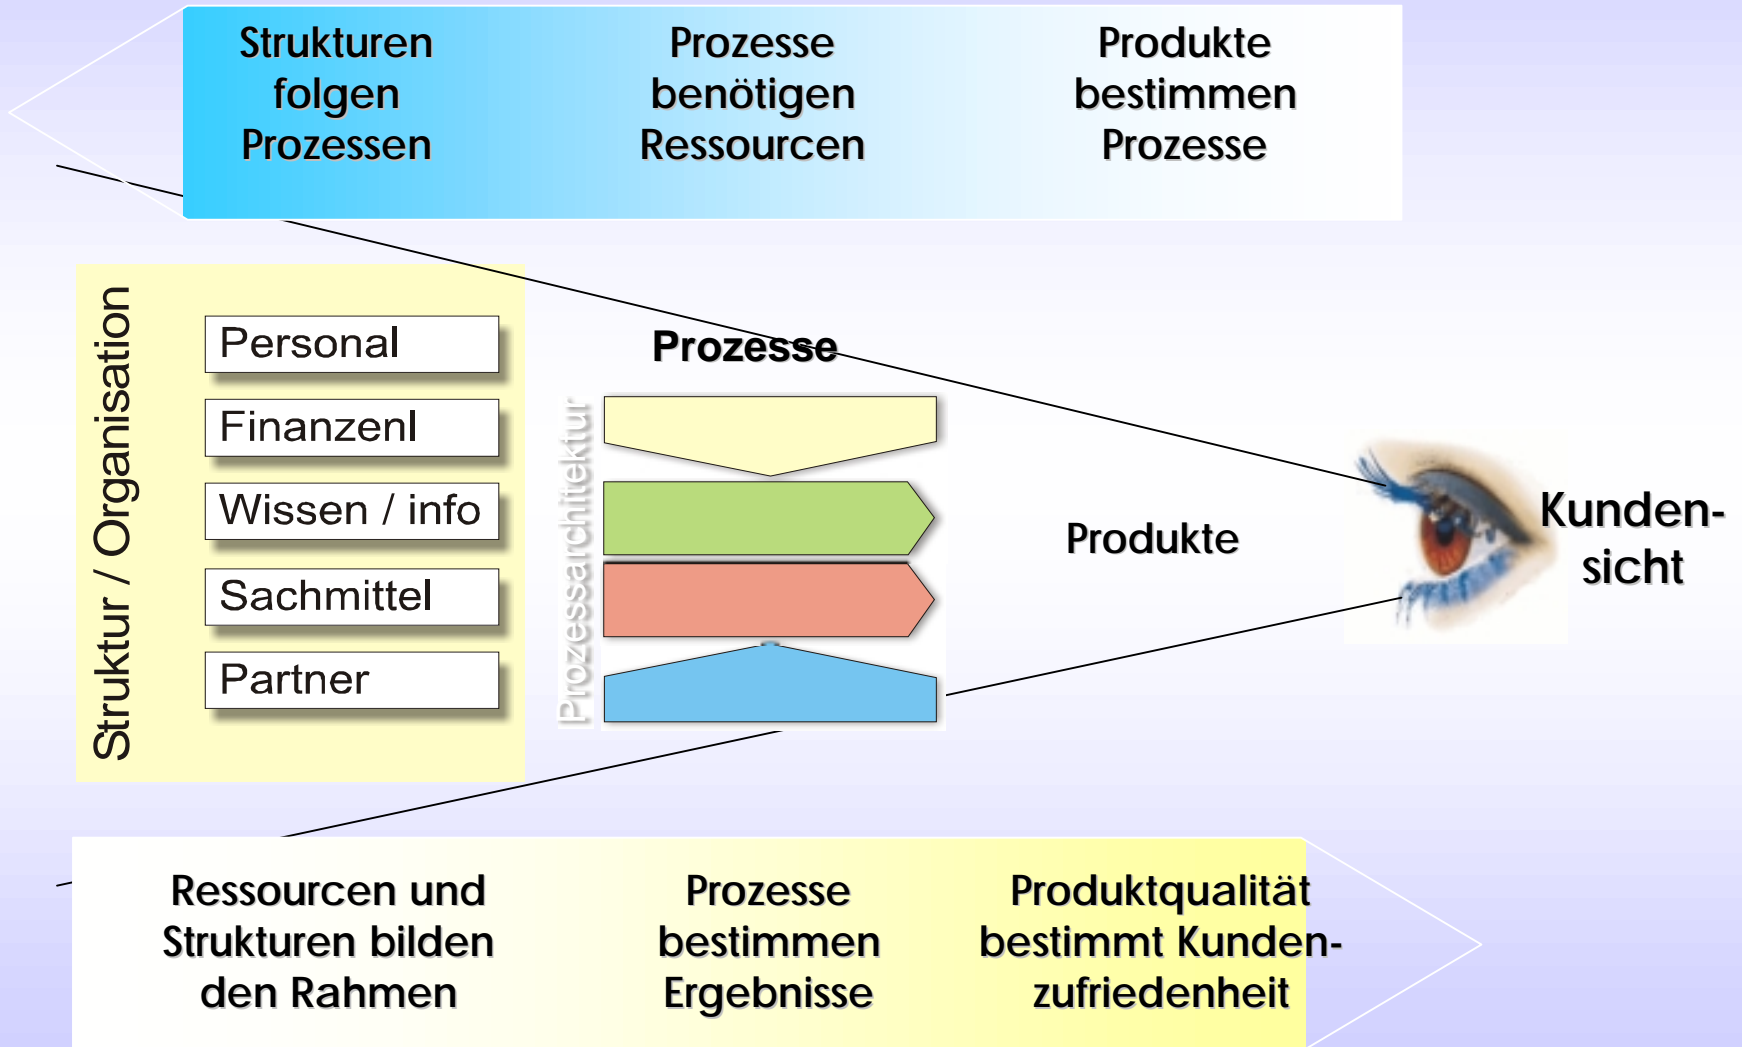 Strukturen
folgen
Prozessen
Prozesse
benötigen
Ressourcen
Produkte
bestimmen
Prozesse
Struktur / Organisation
Personal
Finanzenl
Wissen / info
Sachmittel
Partner
Prozesse
Prozessarchitektur
Produkte
Kunden-
sicht
Ressourcen und
Strukturen bilden
den Rahmen
Prozesse
bestimmen
Ergebnisse
Produktqualität
bestimmt Kunden-
zufriedenheit